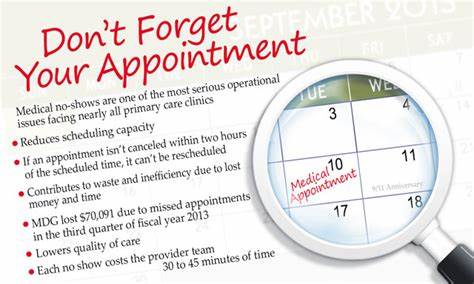 SEPTEMBER 2013
Don't Forget
Your Appointment
Medical no-shows are one of the most serious operational
issues facing nearly all primary care clinics
• Reduces scheduling capacity
• If an appointment isn't canceled within two hours
of the scheduled time, it can't be rescheduled
• Contributes to waste and inefficiency due to lost
money and time
• MDG lost $70,091 due to missed appointments
in the third quarter of fiscal year 2013
• Lowers quality of care
• Each no show costs the provider team
30 to 45 minutes of time
TUE WED
3 4
10 11
Medical
Appointment
9/11 Anniversary
17 18